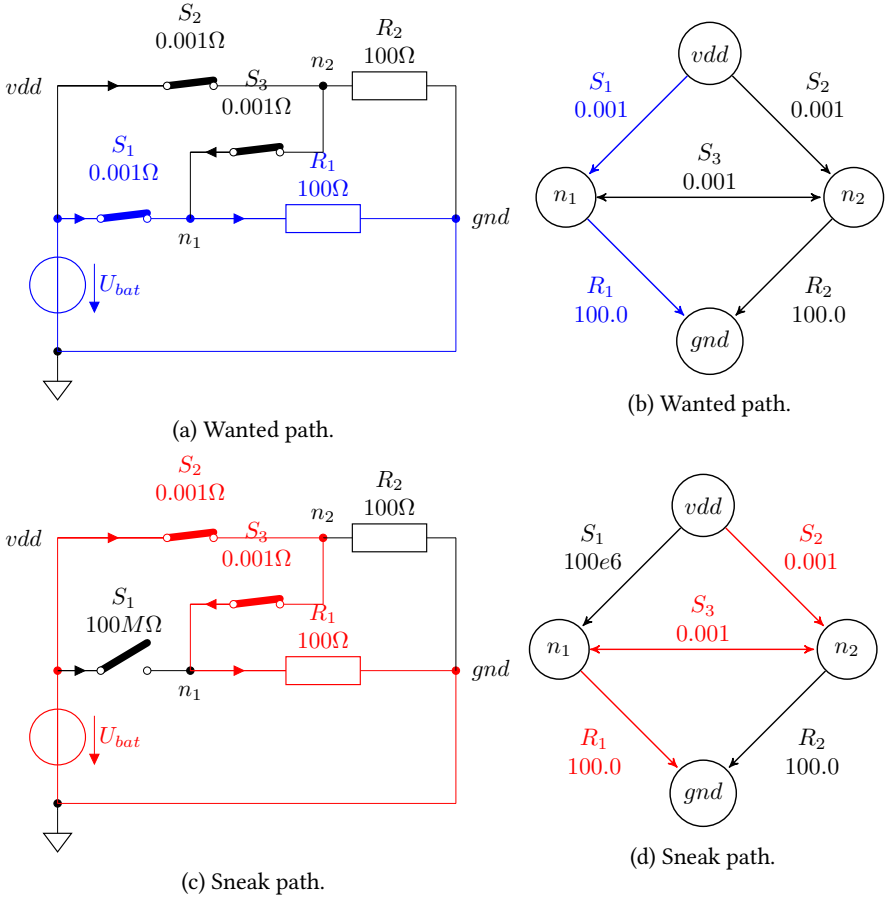 S2
0.001Ω
R2
100Ω
n2
vdd
S3
0.001Ω
S1
0.001Ω
R1
100Ω
n1
gnd
Ubat
(a) Wanted path.
vdd
S1
0.001
S2
0.001
S3
0.001
n1
n2
R1
100.0
R2
100.0
gnd
(b) Wanted path.
S2
0.001Ω
R2
100Ω
n2
vdd
S3
0.001Ω
S1
100MΩ
R1
100Ω
n1
gnd
Ubat
(c) Sneak path.
vdd
S1
100e6
S2
0.001
S3
0.001
n1
n2
R1
100.0
R2
100.0
gnd
(d) Sneak path.